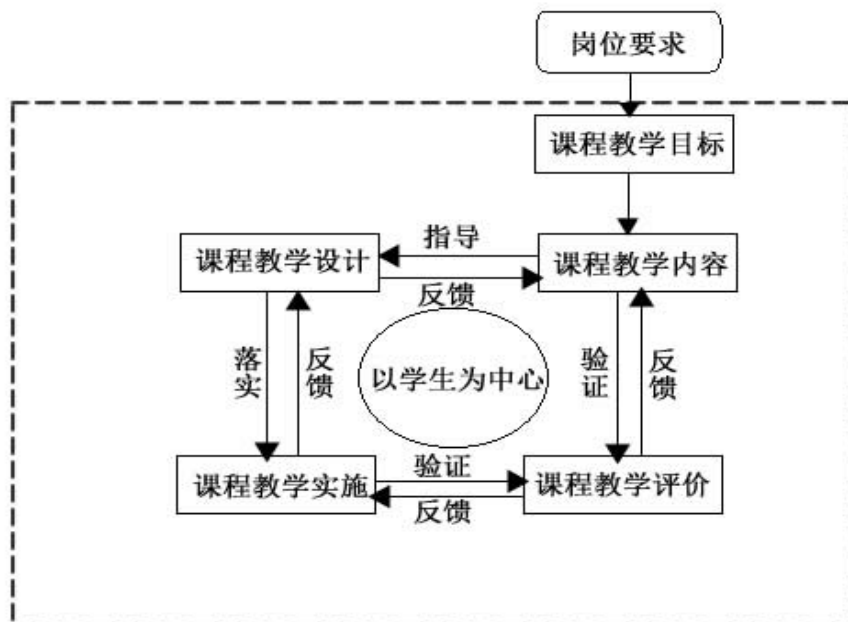 岗位要求
课程教学目标
指导
课程教学设计
课程教学内容
反馈
落实
反馈
以学生为中心
验证
反馈
课程教学实施
验证
课程教学评价
反馈